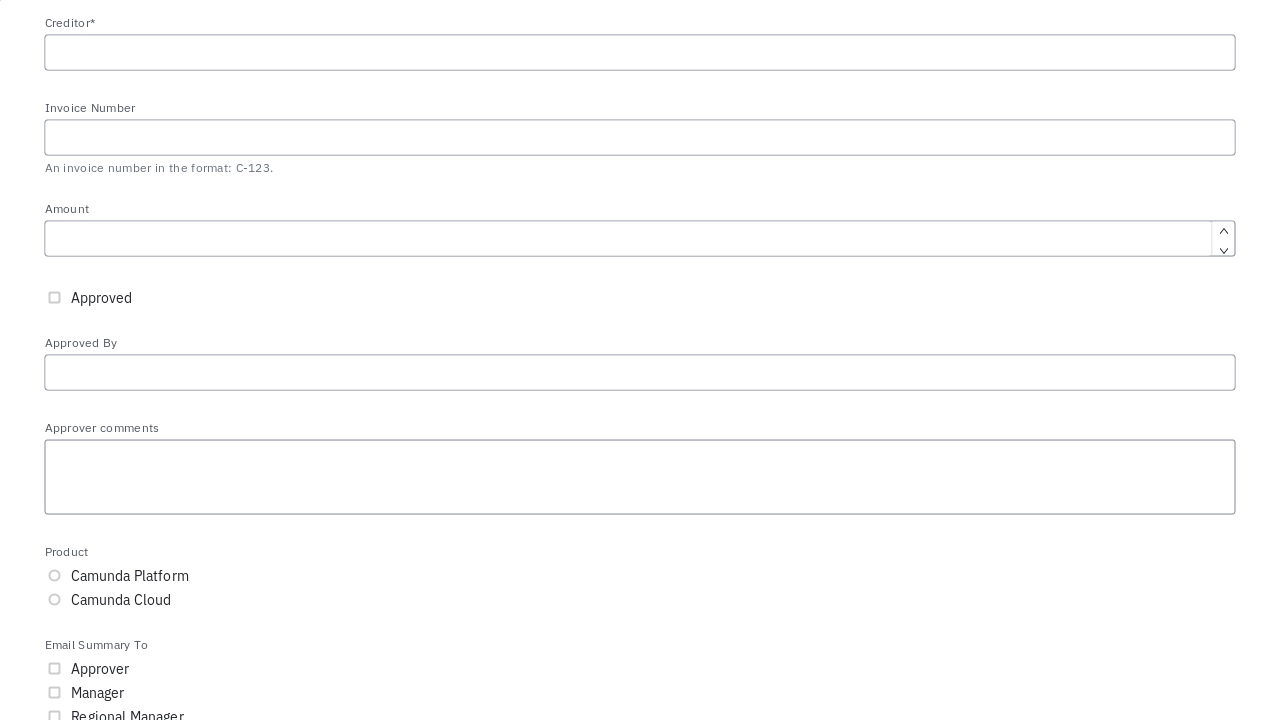 Creditor*
Invoice Number
An invoice number in the format: C-123.
Amount
Approved
Approved By
Approver comments
Product
Camunda Platform
Camunda Cloud
Email Summary To
Approver
Manager
Regional Manager